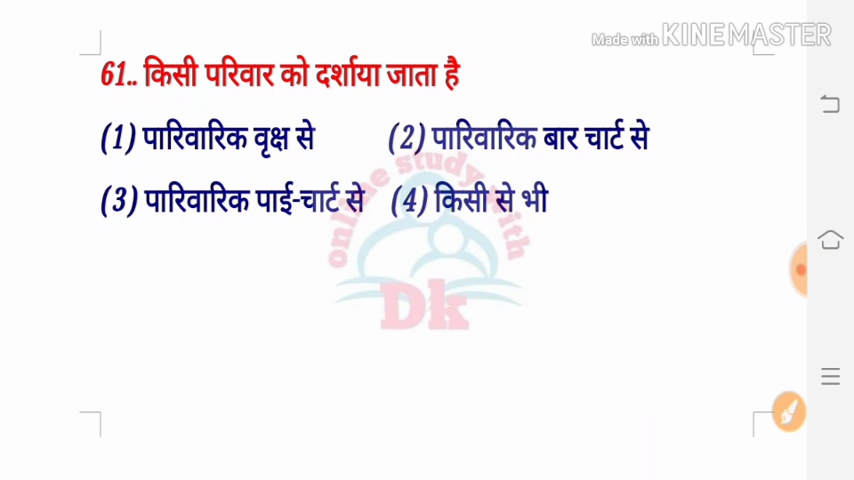 Made with KINEMASTER
61.. किसी परिवार को दर्शाया जाता है
(1) पारिवारिक वृक्ष से (2) पारिवारिक बार चार्ट से
(3) पारिवारिक पाई-चार्ट से (4) किसी से भी
online study with
Dk